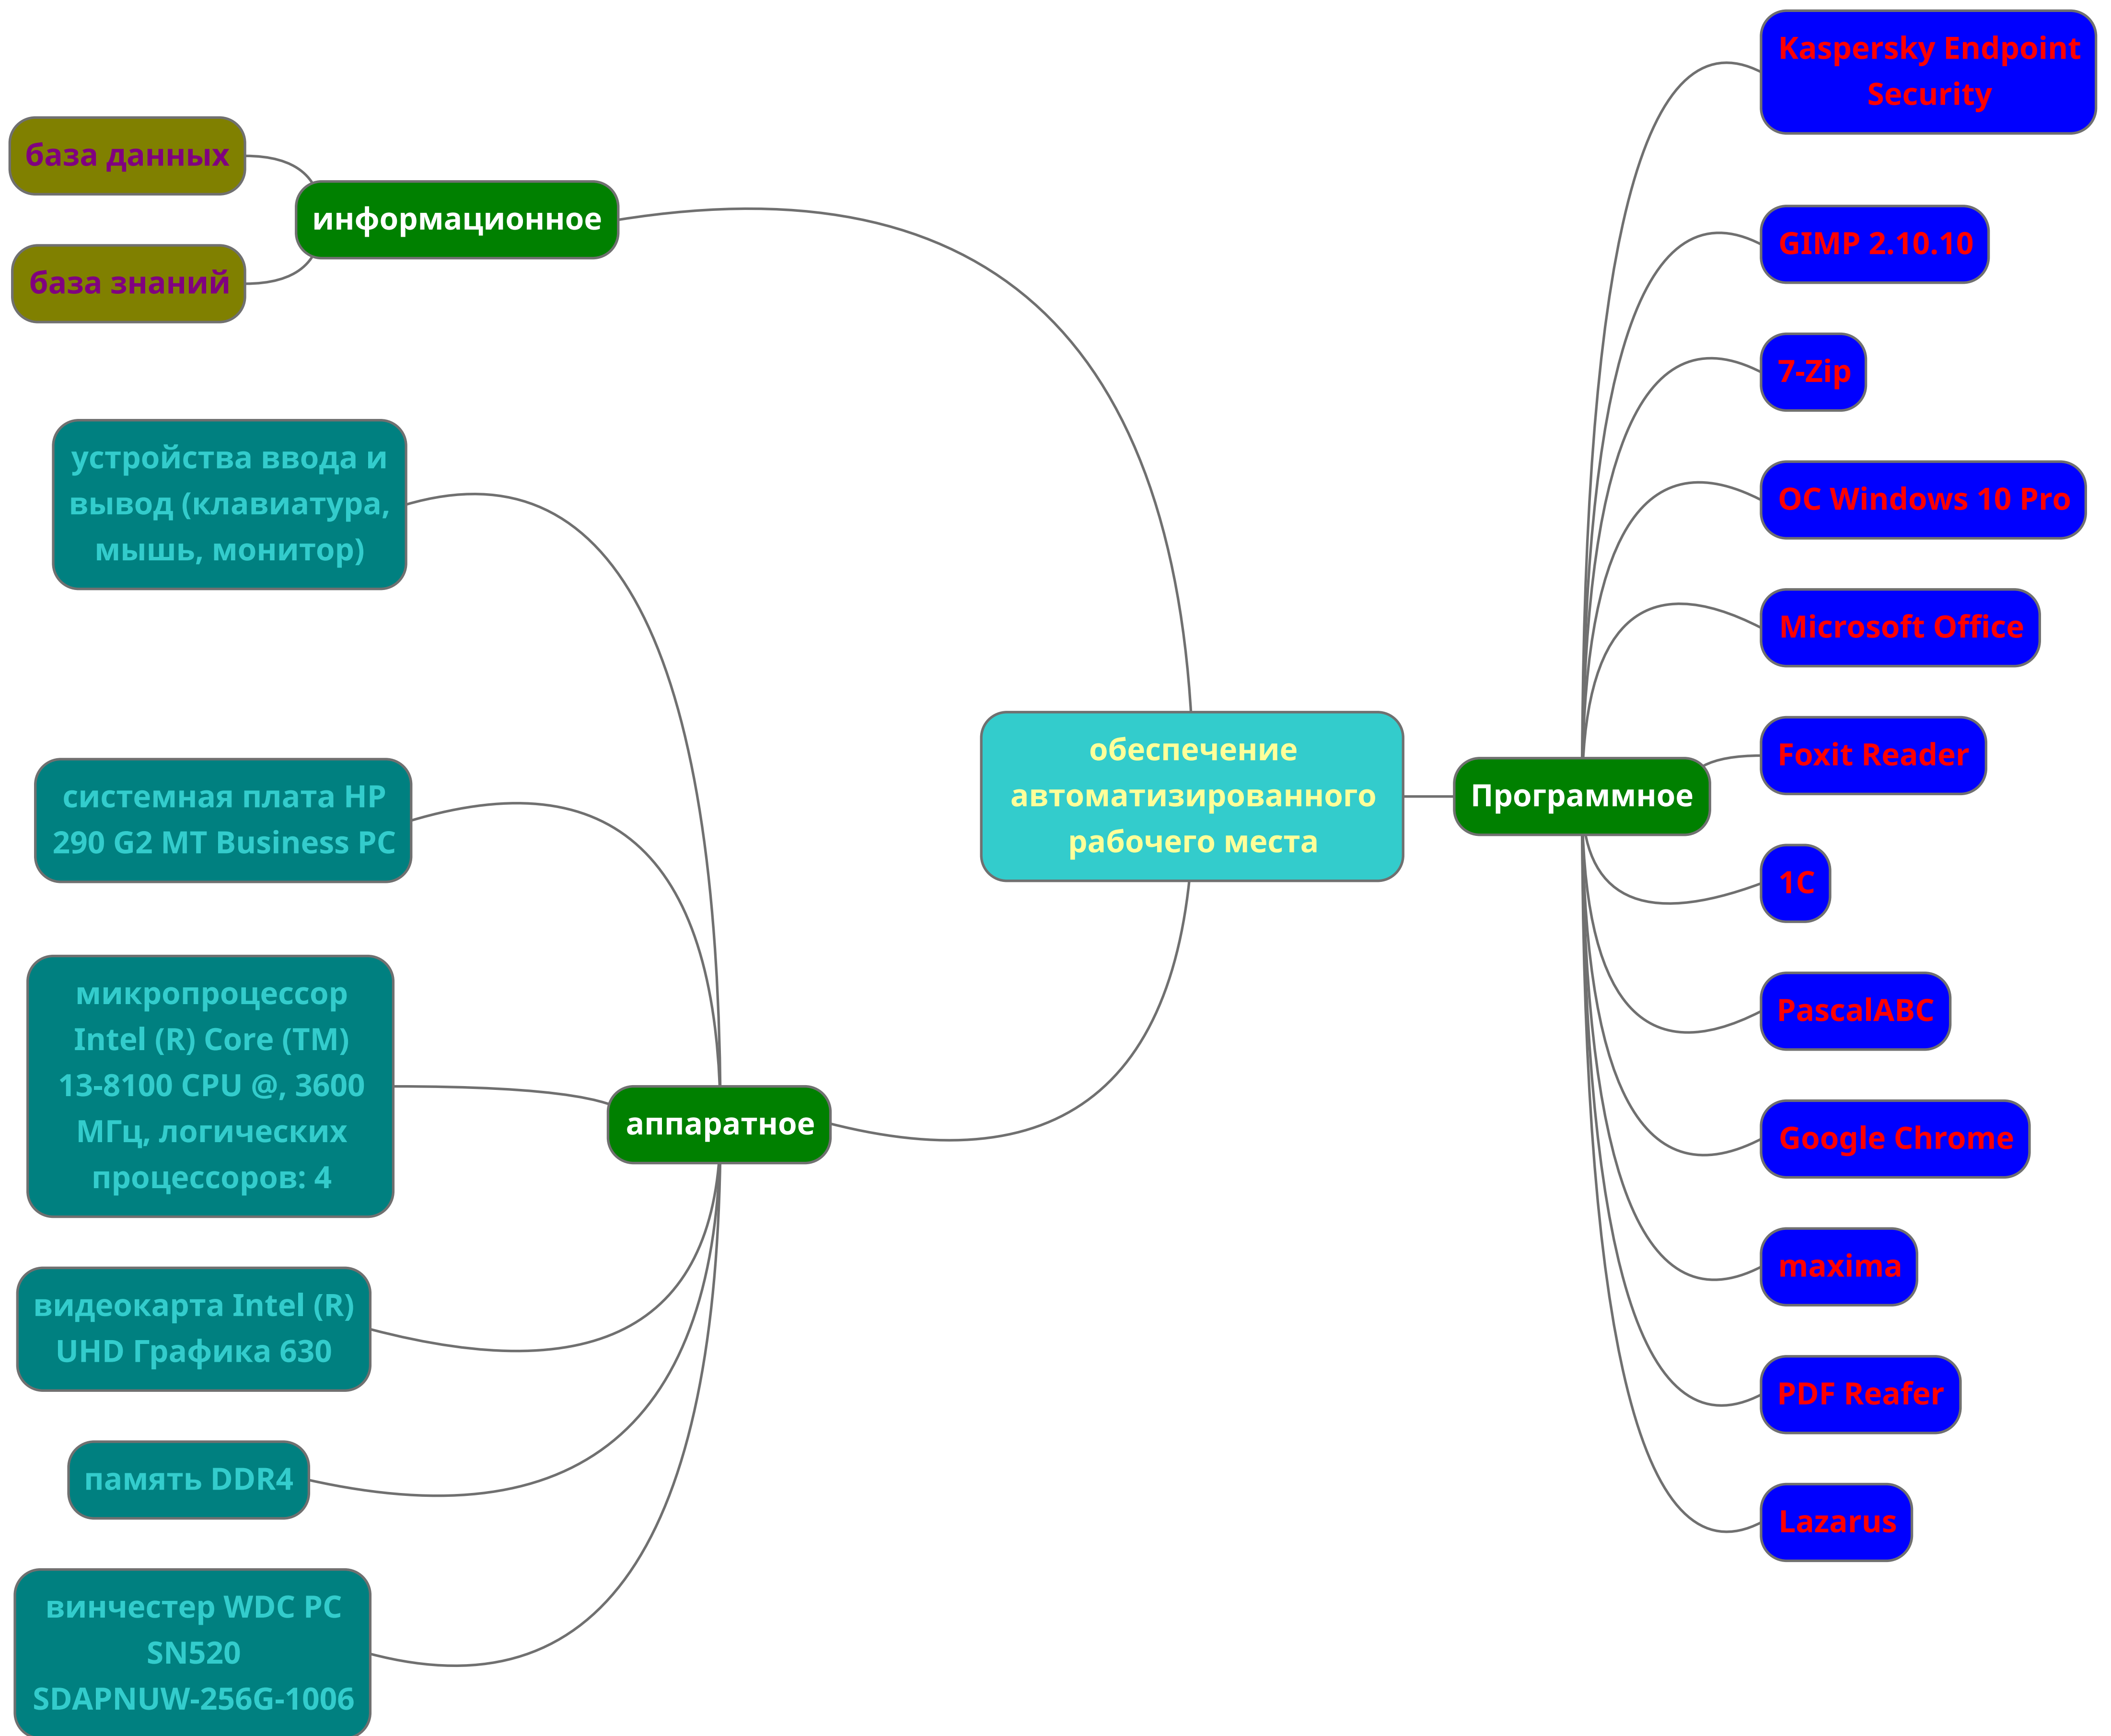 Kaspersky Endpoint
Security
база данных
информационное
GIMP 2.10.10
база знаний
7-Zip
устройства ввода и
вывод (клавиатура,
мышь, монитор)
ОС Windows 10 Pro
Microsoft Office
обеспечение
автоматизированного
рабочего места
Программное
Foxit Reader
системная плата HP
290 G2 MT Business PC
1C
микропроцессор
Intel (R) Core (TM)
13-8100 CPU @, 3600
МГц, логических
процессоров: 4
PascalABC
аппаратное
Google Chrome
maxima
видеокарта Intel (R)
UHD Графика 630
PDF Reafer
память DDR4
Lazarus
винчестер WDC PC
SN520
SDAPNUW-256G-1006